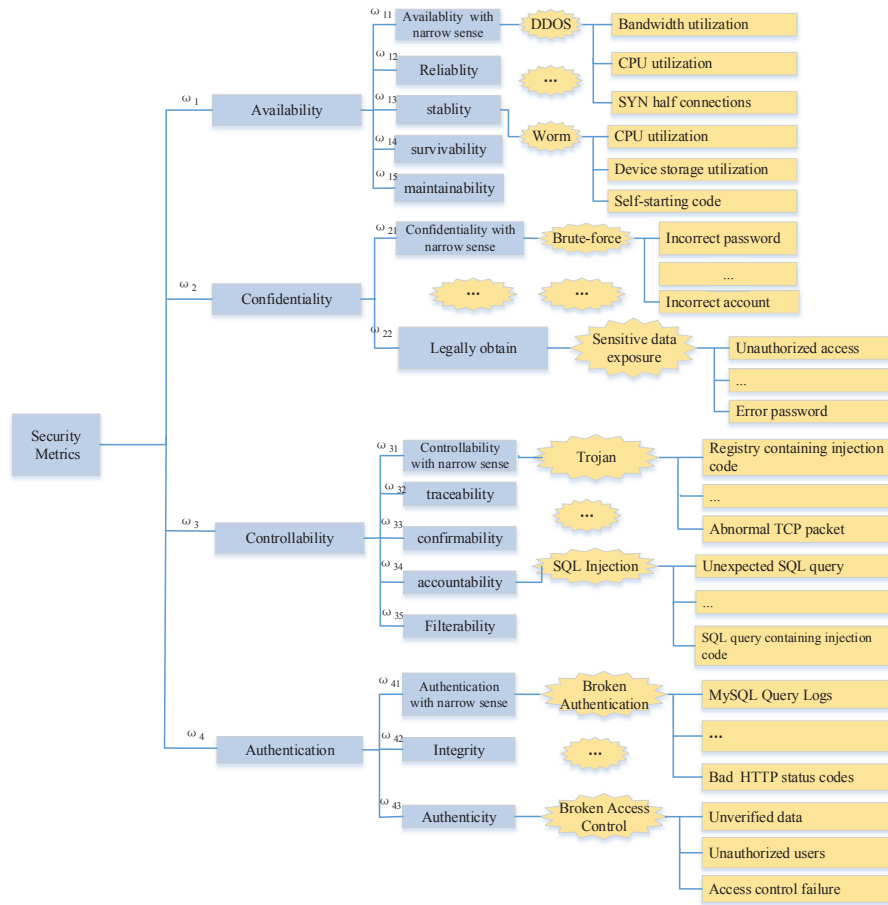 Security
Metrics
ω 1
Availability
ω 11
Availablity with
narrow sense
DDOS
Bandwidth utilization
CPU utilization
SYN half connections
ω 12
Reliablity
...
ω 13
stablity
Worm
CPU utilization
Device storage utilization
Self-starting code
ω 14
survivability
ω 15
maintainability
ω 2
Confidentiality
ω 21
Confidentiality with
narrow sense
Brute-force
Incorrect password
...
Incorrect account
...
...
ω 22
Legally obtain
Sensitive data
exposure
Unauthorized access
...
Error password
ω 3
Controllability
ω 31
Controllability
with narrow sense
Trojan
Registry containing injection
code
...
Abnormal TCP packet
ω 32
traceability
...
ω 33
confirmability
ω 34
accountability
SQL Injection
Unexpected SQL query
...
SQL query containing injection
code
ω 35
Filterability
ω 4
Authentication
ω 41
Authentication
with narrow sense
Broken
Authentication
MySQL Query Logs
...
Bad HTTP status codes
ω 42
Integrity
...
ω 43
Authenticity
Broken Access
Control
Unverified data
Unauthorized users
Access control failure